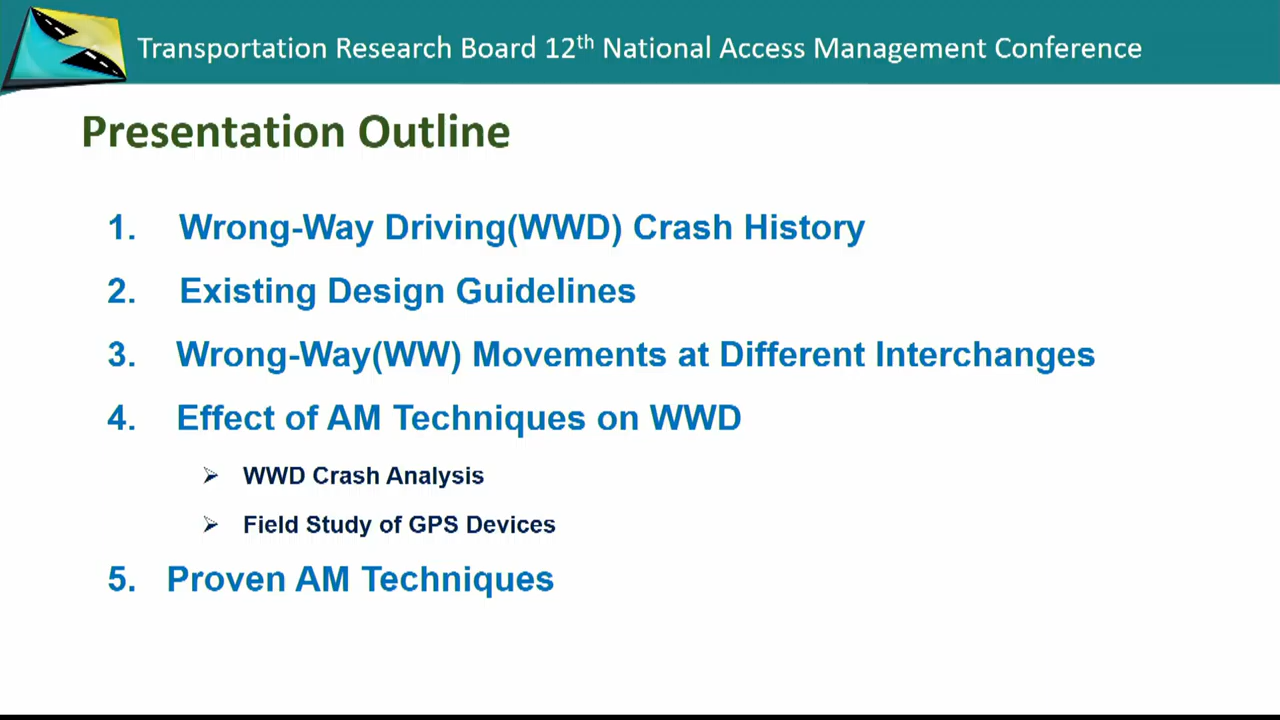 Transportation Research Board 12th National Access Management Conference
Presentation Outline
1. Wrong-Way Driving(WWD) Crash History
2. Existing Design Guidelines
3. Wrong-Way(WW) Movements at Different Interchanges
4. Effect of AM Techniques on WWD
➢ WWD Crash Analysis
➢ Field Study of GPS Devices
5. Proven AM Techniques